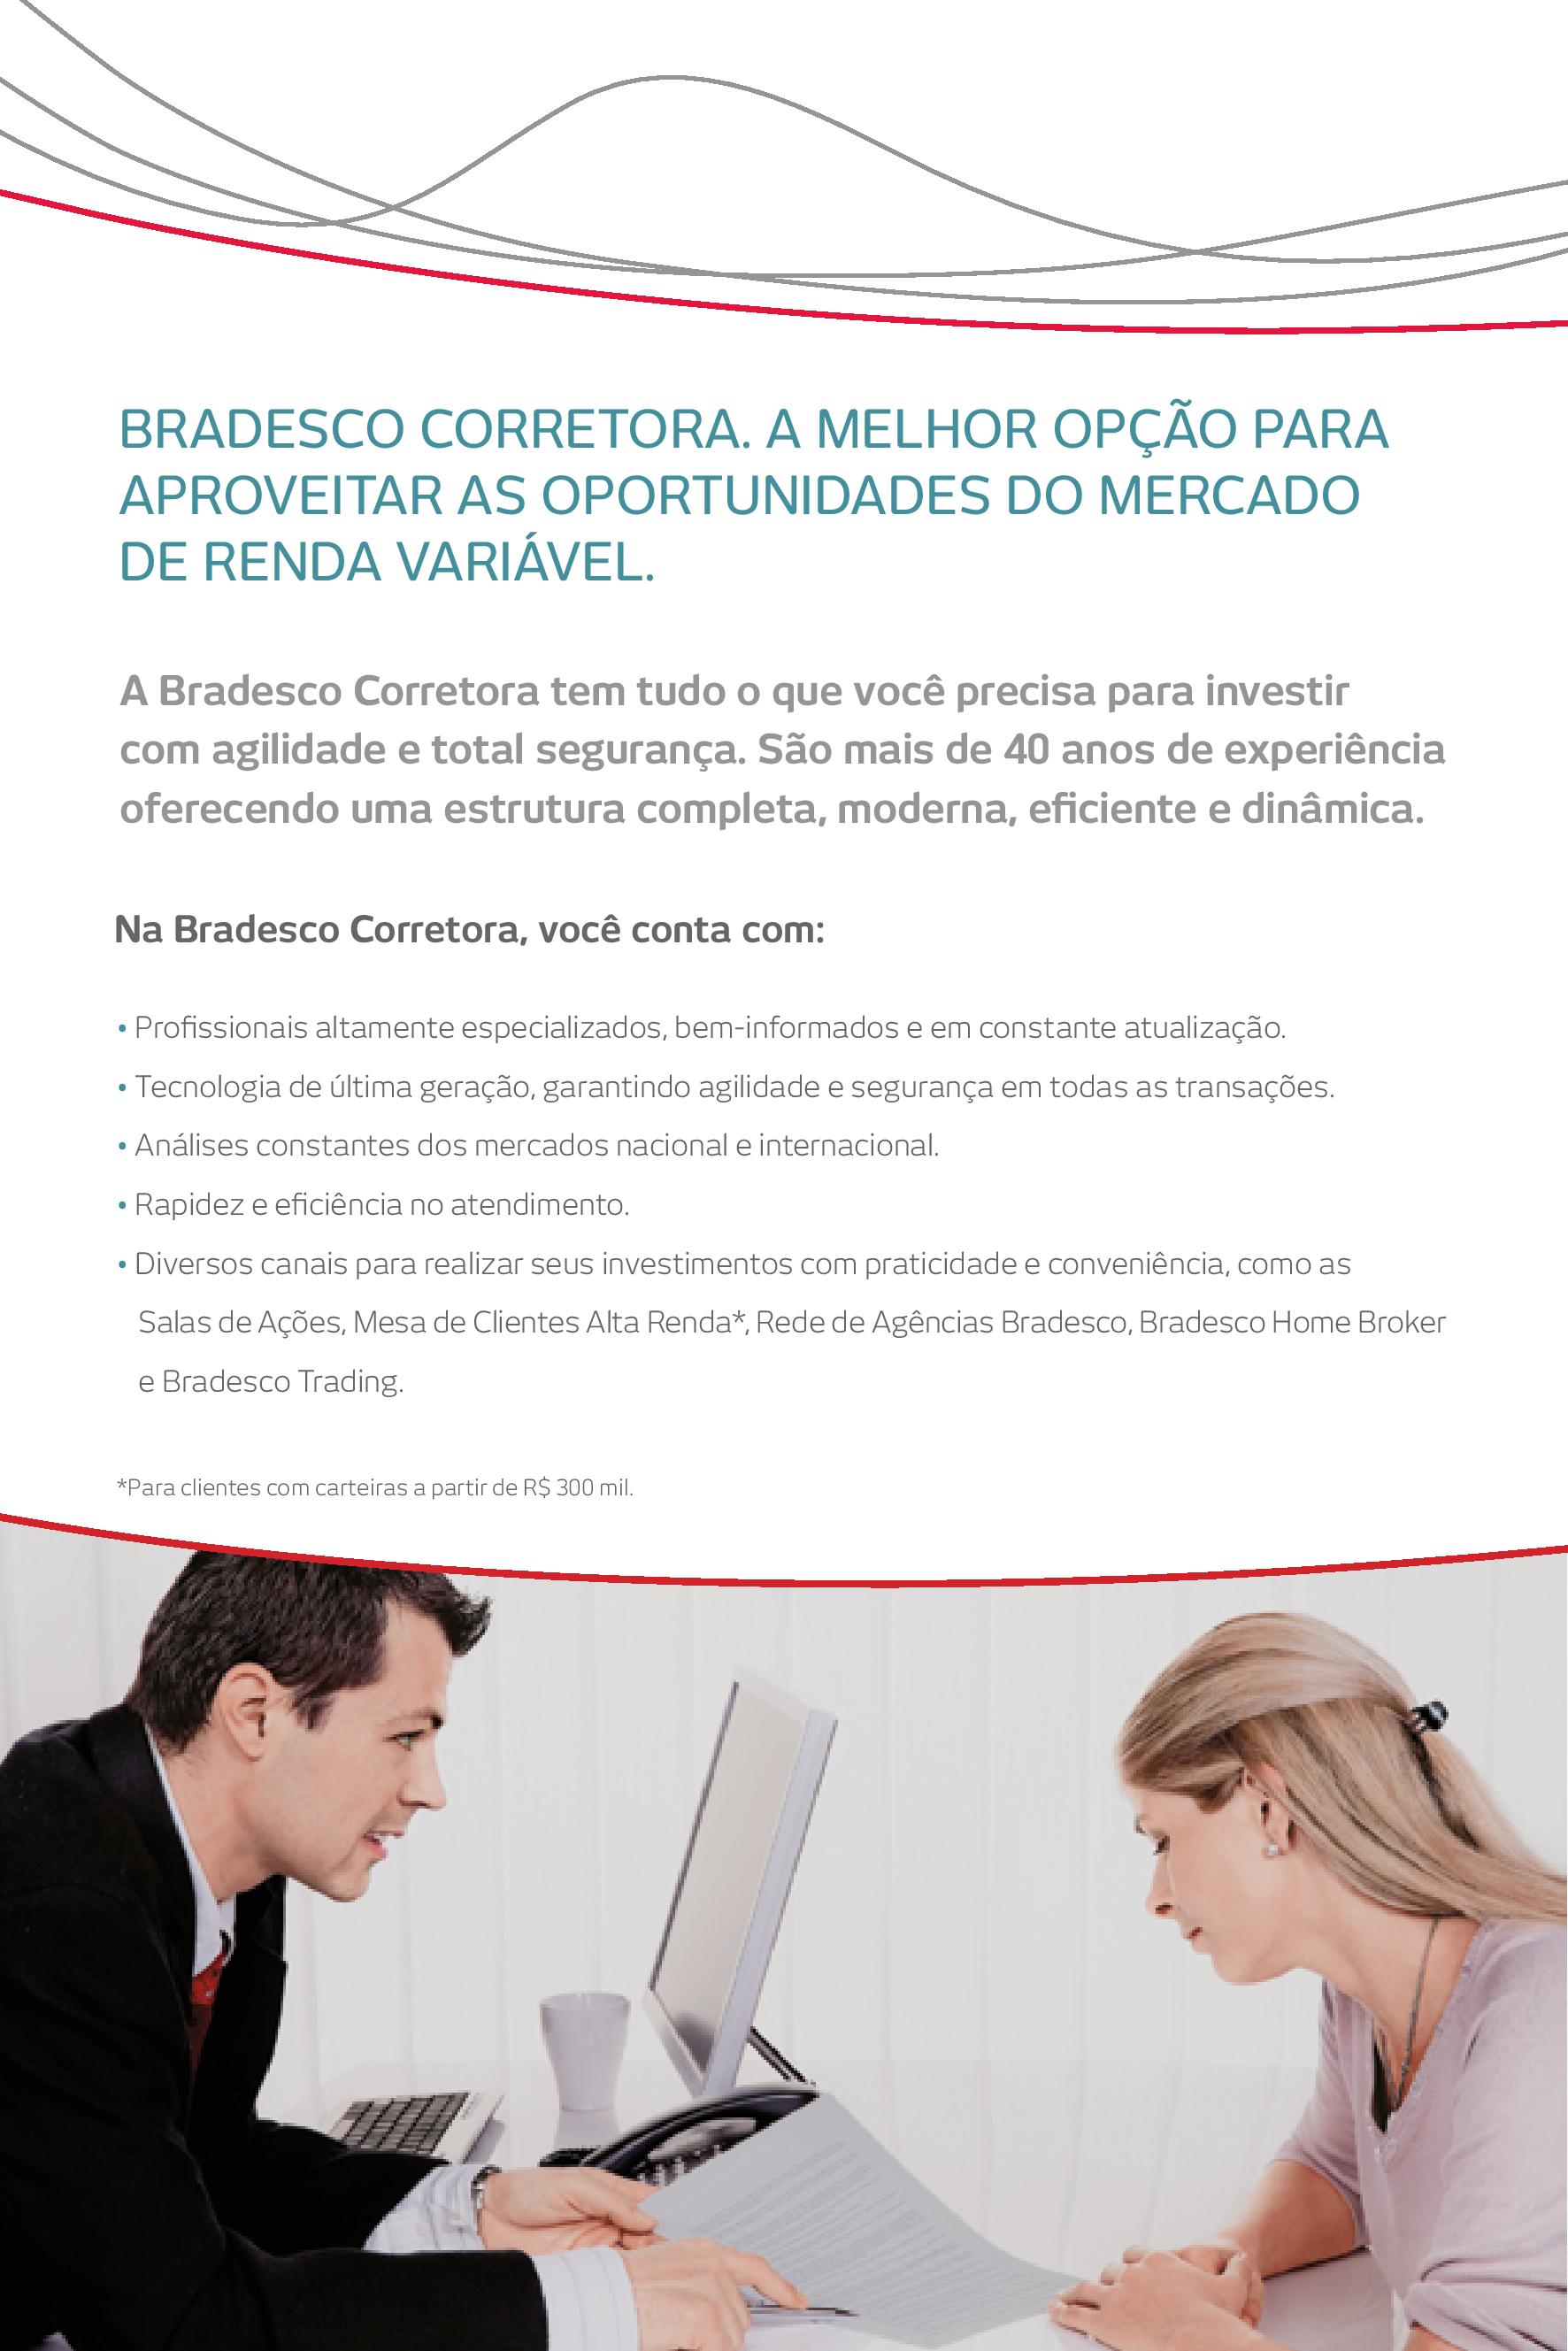 BRADESCO CORRETORA. A MELHOR OPÇÃO PARA
APROVEITAR AS OPORTUNIDADES DO MERCADO
DE RENDA VARIÁVEL.
A Bradesco Corretora tem tudo o que você precisa para investir
com agilidade e total segurança. São mais de 40 anos de experiência
oferecendo uma estrutura completa, moderna, eficiente e dinâmica.
Na Bradesco Corretora, você conta com:
• Profissionais altamente especializados, bem-informados e em constante atualização.
• Tecnologia de última geração, garantindo agilidade e segurança em todas as transações.
• Análises constantes dos mercados nacional e internacional.
• Rapidez e eficiência no atendimento.
• Diversos canais para realizar seus investimentos com praticidade e conveniência, como as
Salas de Ações, Mesa de Clientes Alta Renda*, Rede de Agências Bradesco, Bradesco Home Broker
e Bradesco Trading.
*Para clientes com carteiras a partir de R$ 300 mil.